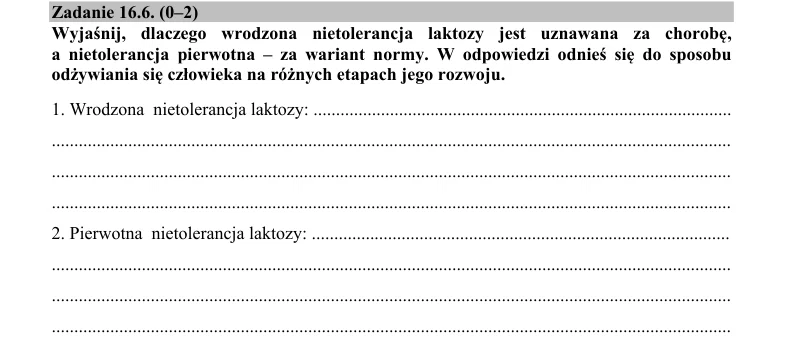 Zadanie 16.6. (0–2)
Wyjaśnij, dlaczego wrodzona nietolerancja laktozy jest uznawana za chorobę,
a nietolerancja pierwotna – za wariant normy. W odpowiedzi odnieś się do sposobu
odżywiania się człowieka na różnych etapach jego rozwoju.
1. Wrodzona nietolerancja laktozy: ..............................................................................................
.........................................................................................................................................................
.........................................................................................................................................................
.........................................................................................................................................................
2. Pierwotna nietolerancja laktozy: ..............................................................................................
.........................................................................................................................................................
.........................................................................................................................................................
.........................................................................................................................................................